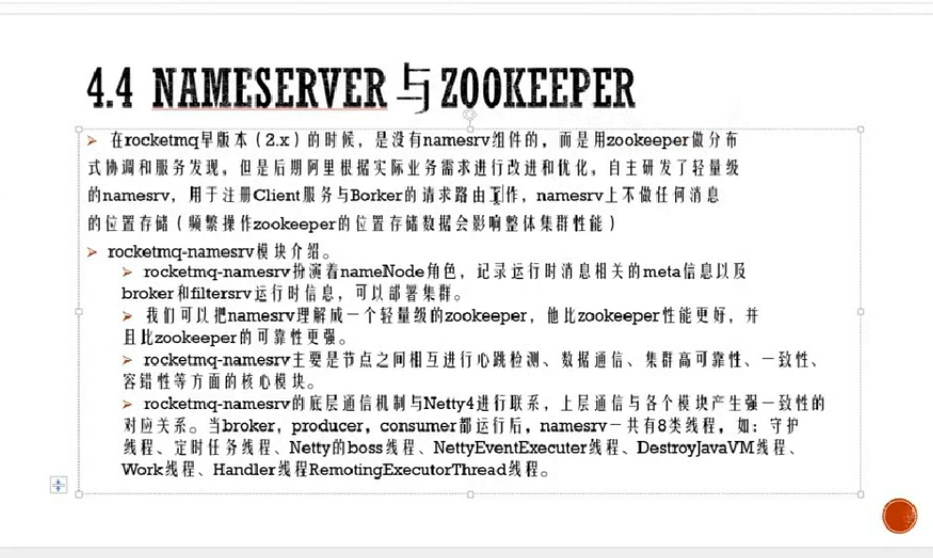 4.4 NAMESERVER 与 ZOOKEEPER
➢ 在rocketmq早版本（2.x）的时候，是没有namesrv组件的，而是用zookeeper做分布
式协调和服务发现，但是后期阿里根据实际业务需求进行改进和优化，自主研发了轻量级
的namesrv，用于注册Client服务与Borker的请求路由工作，namesrv上不做任何消息
的位置存储（频繁操作zookeeper的位置存储数据会影响整体集群性能）
➢ rocketmq-namesrv模块介绍。
➢ rocketmq-namesrv扮演着nameNode角色，记录运行时消息相关的meta信息以及
broker和filtersrv运行时信息，可以部署集群。
➢ 我们可以把namesrv理解成一个轻量级的zookeeper，他比zookeeper性能更好，并
且比zookeeper的可靠性更强。
➢ rocketmq-namesrv主要是节点之间相互进行心跳检测、数据通信、集群高可靠性、一致性、
容错性等方面的核心模块。
➢ rocketmq-namesrv的底层通信机制与Netty4进行联系，上层通信与各个模块产生强一致性的
对应关系。当broker，producer，consumer都运行后，namesrv一共有8类线程，如：守护
线程、定时任务线程、Netty的boss线程、NettyEventExecuter线程、DestroyJavaVM线程、
Work线程、Handler线程RemotingExecutorThread线程。